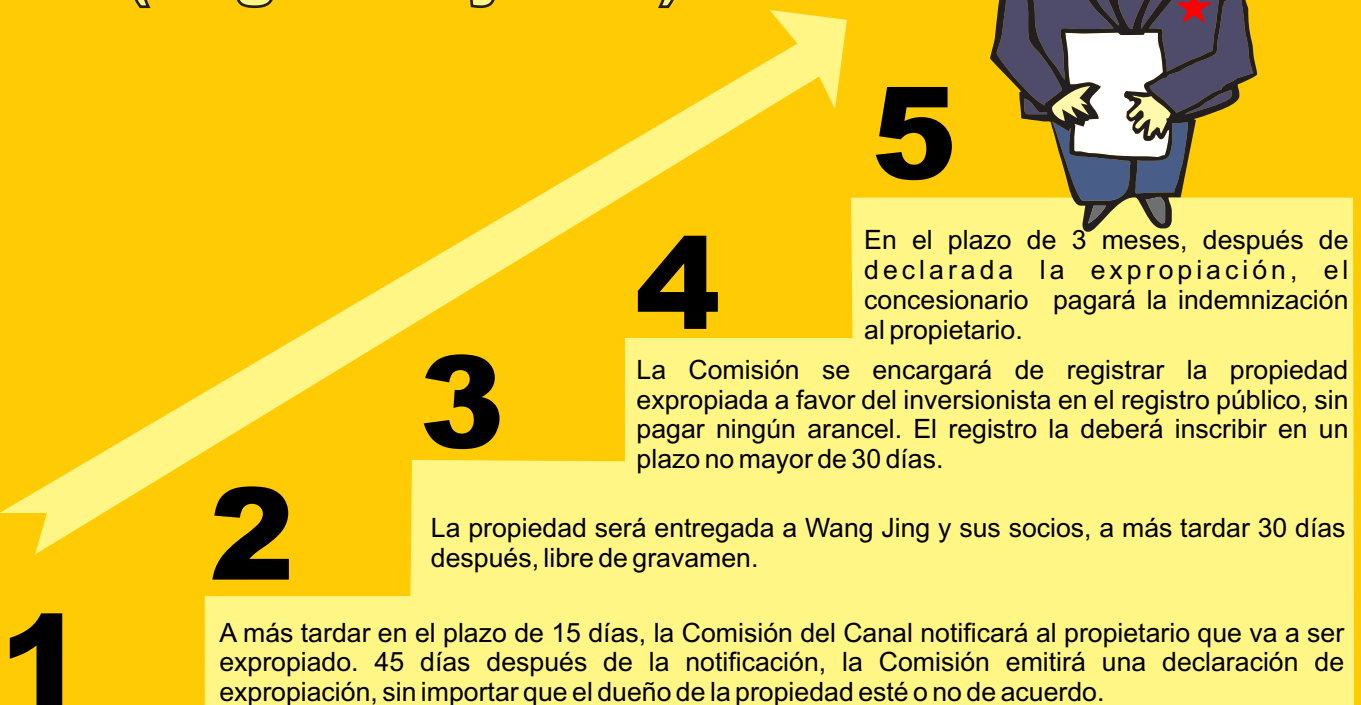 5
En el plazo de 3 meses, después de
declarada la expropiación, el
concesionario pagará la indemnización
al propietario.
4
La Comisión se encargará de registrar la propiedad
expropiada a favor del inversionista en el registro público, sin
pagar ningún arancel. El registro la deberá inscribir en un
plazo no mayor de 30 días.
3
La propiedad será entregada a Wang Jing y sus socios, a más tardar 30 días
después, libre de gravamen.
2
A más tardar en el plazo de 15 días, la Comisión del Canal notificará al propietario que va a ser
expropiado. 45 días después de la notificación, la Comisión emitirá una declaración de
expropiación, sin importar que el dueño de la propiedad esté o no de acuerdo.
1